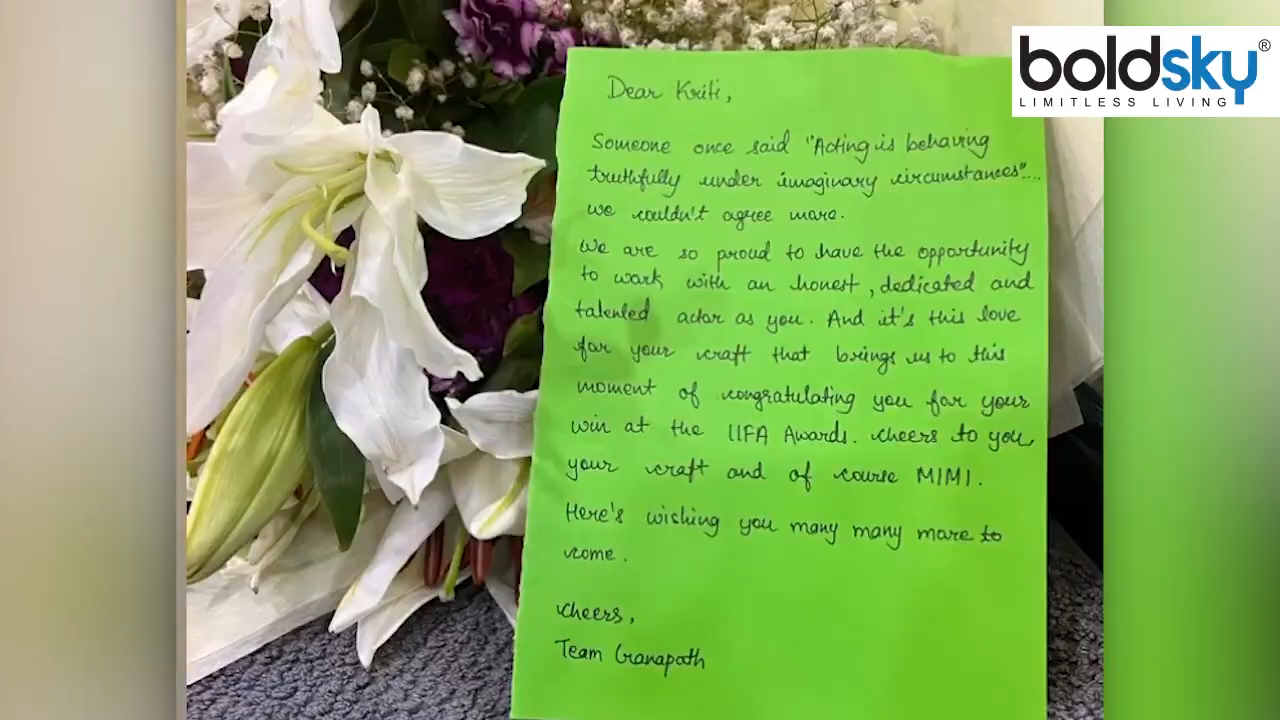 boldsky®
LIMITLESS LIVING
Dear Kriti,
Someone once said "Acting is behaving
truthfully under imaginary circumstances"....
we couldn't agree more.
We are so proud to have the opportunity
to work with an honest, dedicated and
talented actor as you. And it's this love
for your craft that brings us to this
moment of congratulating you for your
win at the IIFA Awards. Cheers to you,
your craft and of course MIMI.
Here's wishing you many many more to
come.
Cheers,
Team Ganapath